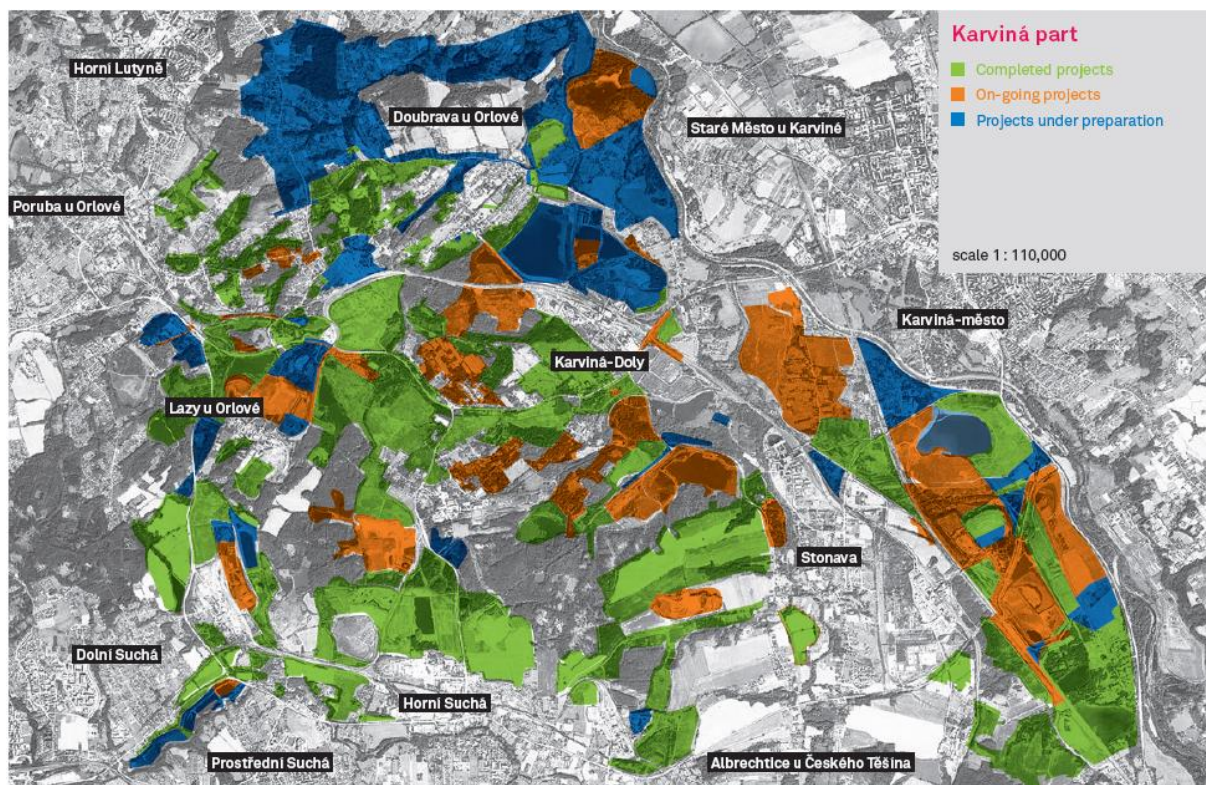 Karviná part
Completed projects
On-going projects
Projects under preparation
scale 1 : 110,000
Horní Lutyně
Doubrava u Orlové
Staré Město u Karviné
Poruba u Orlové
Karviná-město
Karviná-Doly
Lazy u Orlové
Stonava
Dolní Suchá
Horní Suchá
Prostřední Suchá
Albrechtice u Českého Těšína